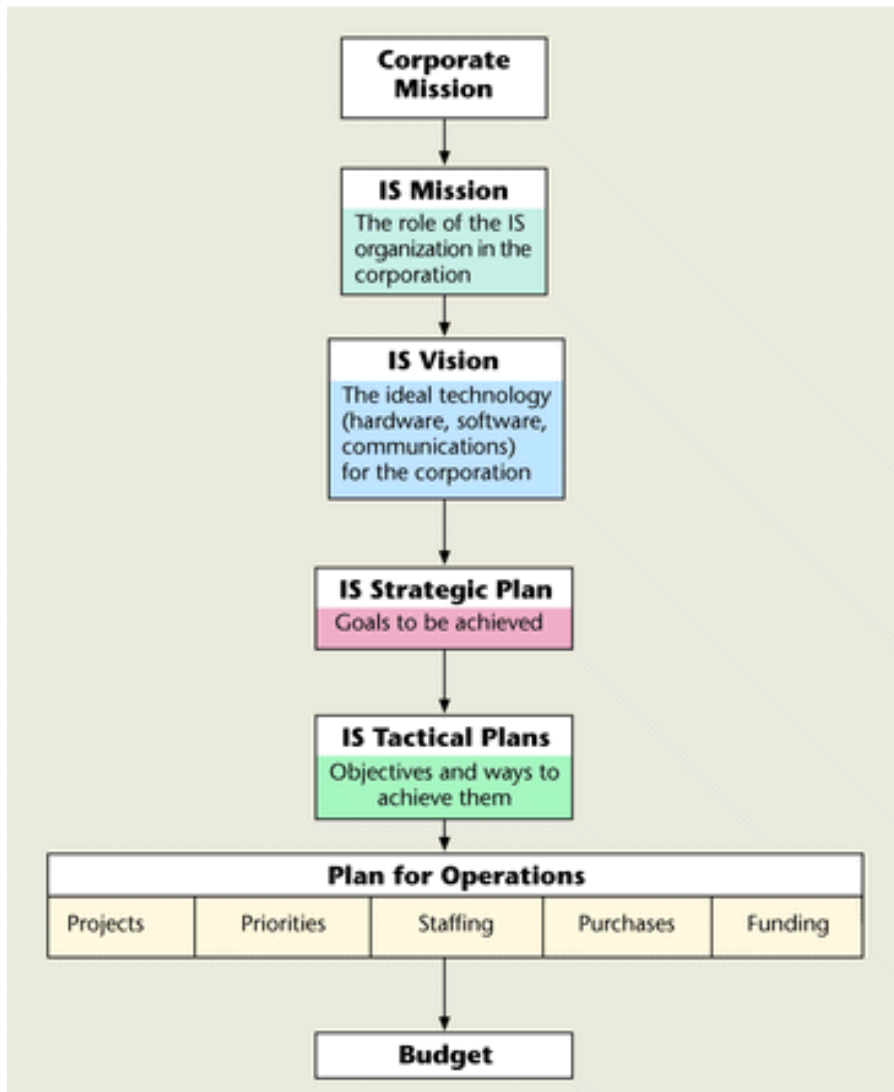 Corporate
Mission
IS Mission
The role of the IS
organization in the
corporation
IS Vision
The ideal technology
(hardware, software,
communications)
for the corporation
IS Strategic Plan
Goals to be achieved
IS Tactical Plans
Objectives and ways to
achieve them
Plan for Operations
Projects Priorities Staffing Purchases Funding
Budget